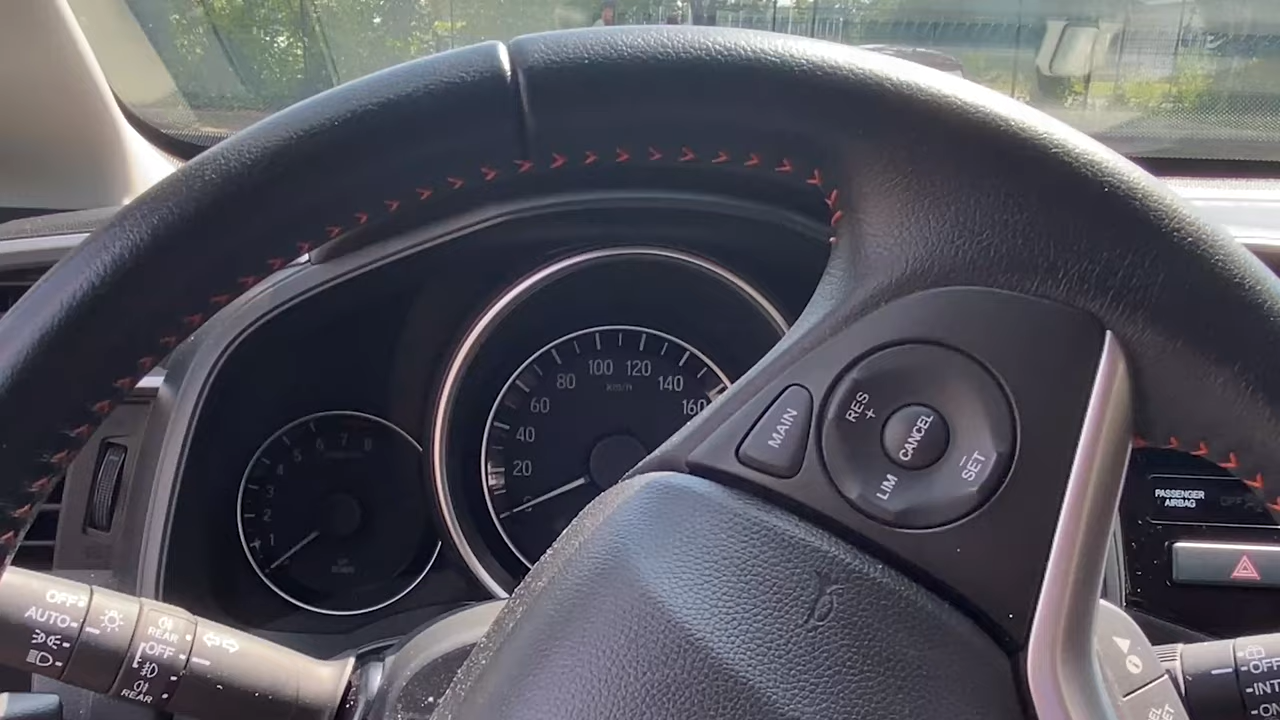 100 120
80
km/h
140
60
160
40
20
8
7
6
5
4
3
2
1
RES
+
MAIN
CANCEL
LIM
−
SET
PASSENGER
AIRBAG
OFF
OFF
AUTO
REAR
OFF
REAR
OFF
INT